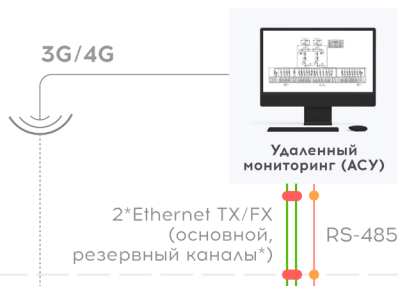 3G/4G
Удаленный
мониторинг (АСУ)
2*Ethernet TX/FX
(основной,
резервный каналы*)
RS-485